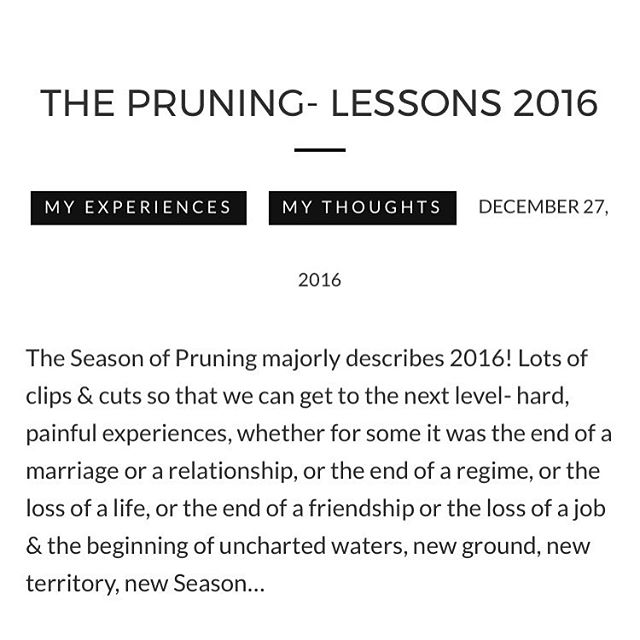 THE PRUNING- LESSONS 2016
MY EXPERIENCES MY THOUGHTS DECEMBER 27,
2016
The Season of Pruning majorly describes 2016! Lots of
clips & cuts so that we can get to the next level- hard,
painful experiences, whether for some it was the end of a
marriage or a relationship, or the end of a regime, or the
loss of a life, or the end of a friendship or the loss of a job
& the beginning of uncharted waters, new ground, new
territory, new Season...